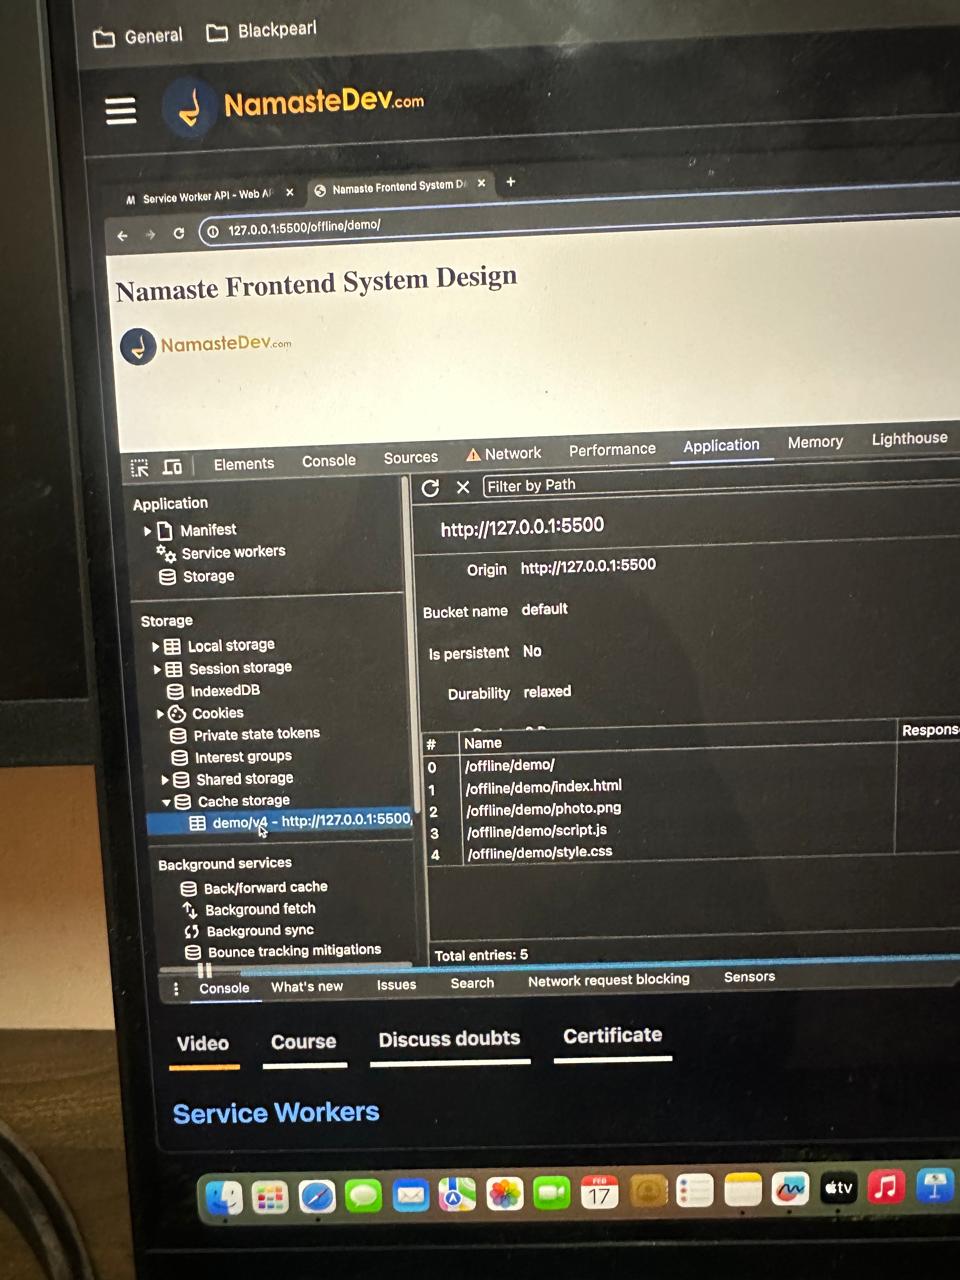 General Blackpearl
NamasteDev.com
Service Worker API - Web AP Namaste Frontend System D
127.0.0.1:5500/offline/demo/
Namaste Frontend System Design
NamasteDev.com
Elements Console Sources Network Performance Application Memory Lighthouse
Application
Manifest
Service workers
Storage
Storage
Local storage
Session storage
IndexedDB
Cookies
Private state tokens
Interest groups
Shared storage
Cache storage
demo/v4 - http://127.0.0.1:5500
Background services
Back/forward cache
Background fetch
Background sync
Bounce tracking mitigations
Filter by Path
http://127.0.0.1:5500
Origin http://127.0.0.1:5500
Bucket name default
Is persistent No
Durability relaxed
# Name Respons
0 /offline/demo/
1 /offline/demo/index.html
2 /offline/demo/photo.png
3 /offline/demo/script.js
4 /offline/demo/style.css
Total entries: 5
Console What's new Issues Search Network request blocking Sensors
Video Course Discuss doubts Certificate
Service Workers
FEB
17
tv